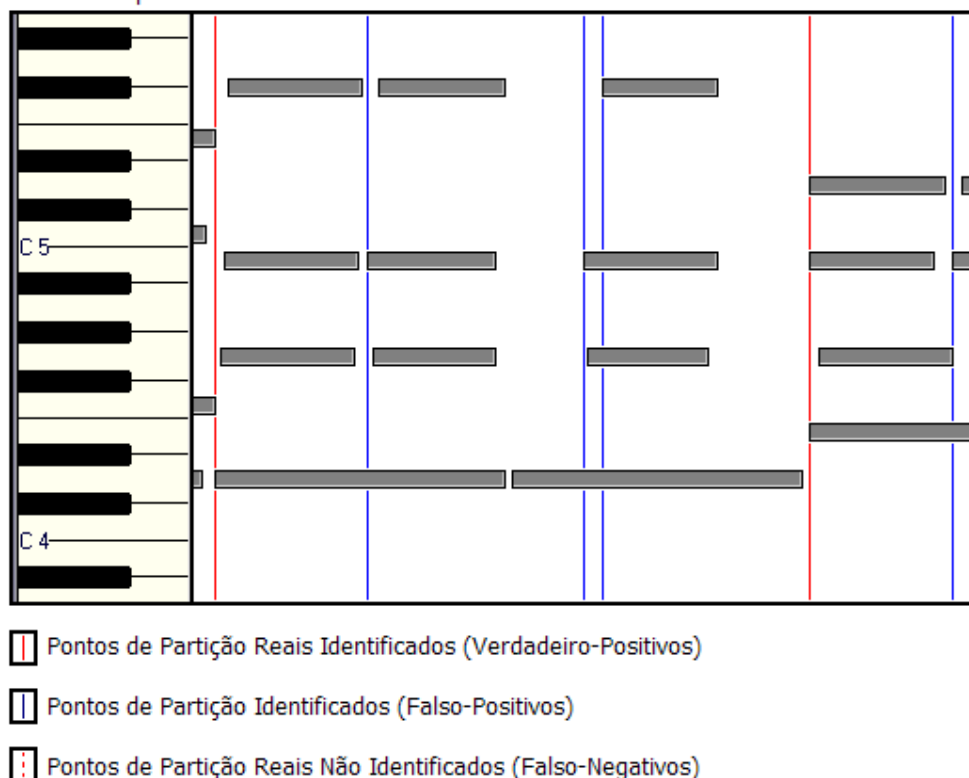 C 5
C 4
Pontos de Partição Reais Identificados (Verdadeiro-Positivos)
Pontos de Partição Identificados (Falso-Positivos)
Pontos de Partição Reais Não Identificados (Falso-Negativos)